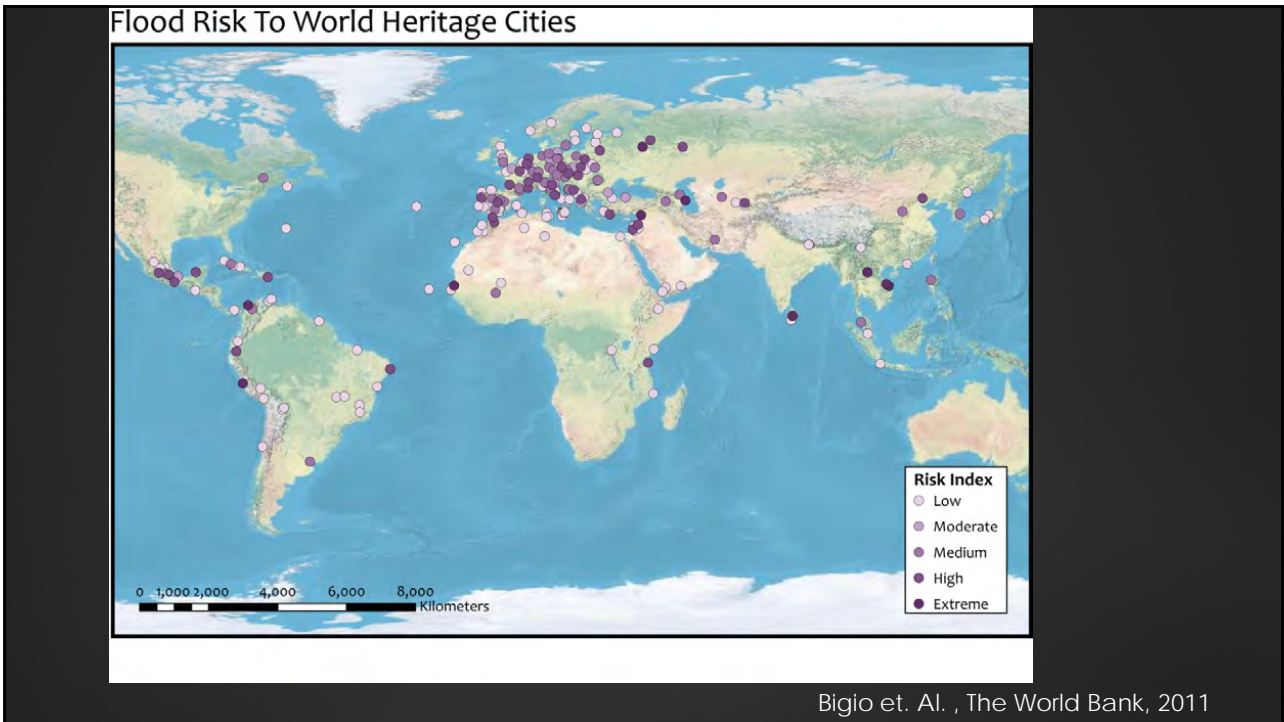 Flood Risk To World Heritage Cities
Risk Index
Low
Moderate
Medium
High
Extreme
0 1,000 2,000 4,000 6,000 8,000
Kilometers
Bigio et. Al. , The World Bank, 2011